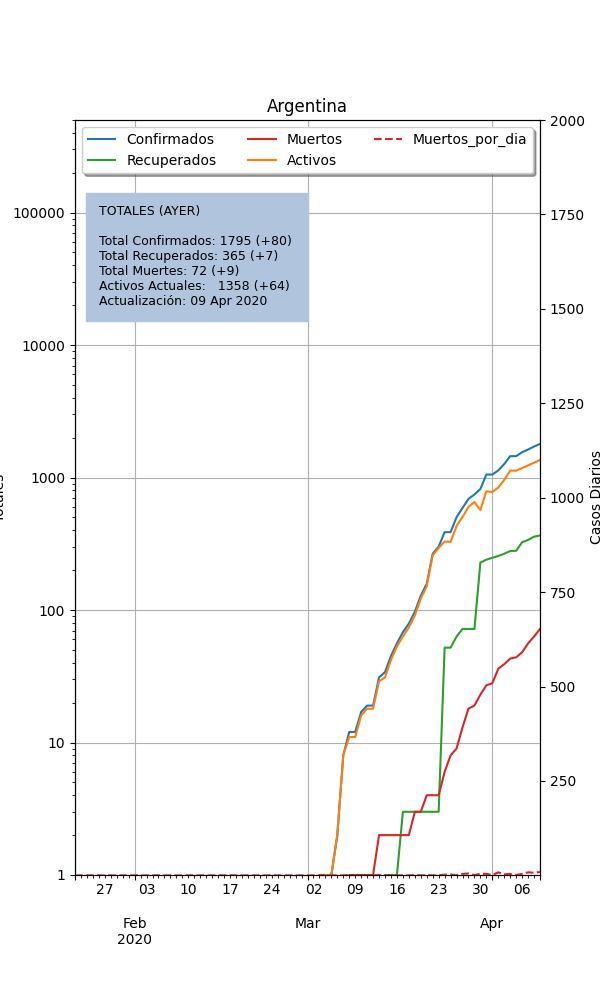 Argentina
Confirmados
Recuperados
Muertos
Activos
Muertos_por_dia
TOTALES (AYER)
Total Confirmados: 1795 (+80)
Total Recuperados: 365 (+7)
Total Muertes: 72 (+9)
Activos Actuales: 1358 (+64)
Actualización: 09 Apr 2020
100000
10000
1000
100
10
1
2000
1750
1500
1250
1000
750
500
250
Casos Diarios
27 03 10 17 24 02 09 16 23 30 06
Feb Mar Apr
2020